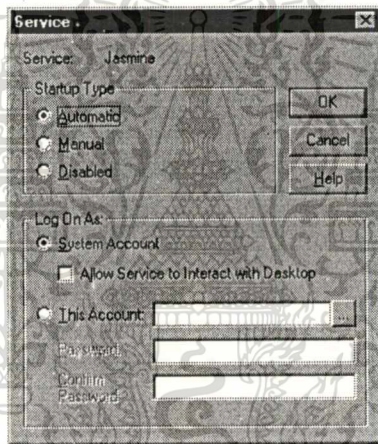 Service
Service: Jasmine
Startup Type
Automatic
Manual
Disabled
OK
Cancel
Help
Log On As:
System Account
Allow Service to Interact with Desktop
This Account:
...
Password:
Confirm
Password: